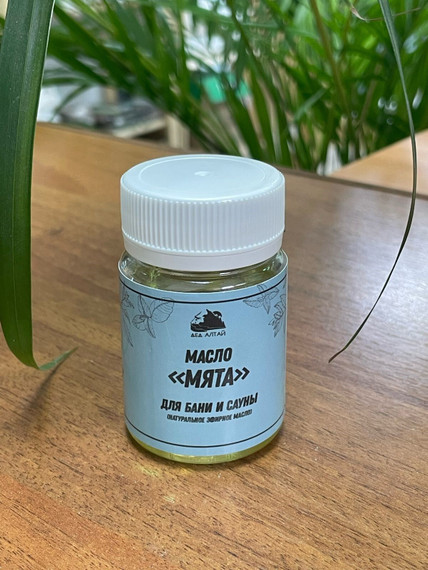 ДЕД АЛТАЙ
МАСЛО
«МЯТА»
ДЛЯ БАНИ И САУНЫ
(НАТУРАЛЬНОЕ ЭФИРНОЕ МАСЛО)